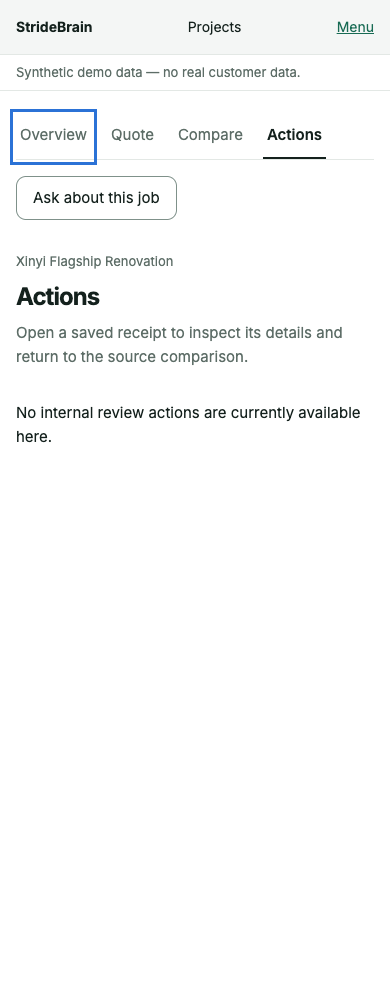 StrideBrain Projects Menu
Synthetic demo data — no real customer data.
Overview Quote Compare Actions
Ask about this job
Xinyi Flagship Renovation
Actions
Open a saved receipt to inspect its details and
return to the source comparison.
No internal review actions are currently available
here.